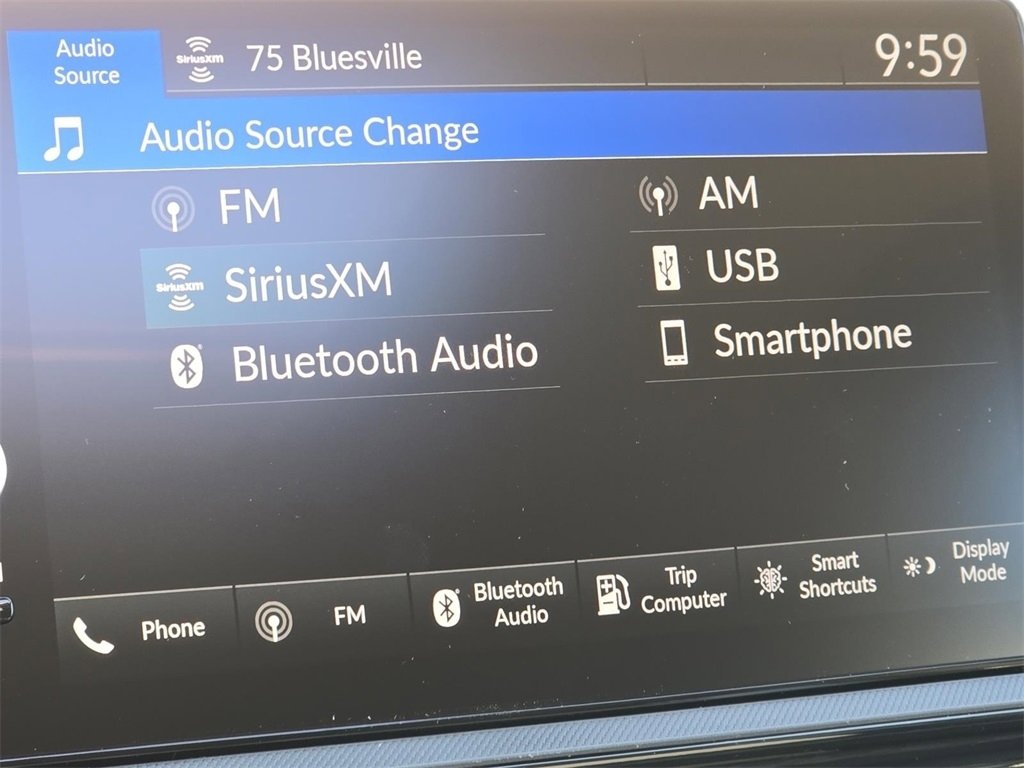 Audio
Source
SiriusXM
75 Bluesville
9:59
Audio Source Change
FM
AM
SiriusXM
SiriusXM
USB
Bluetooth Audio
Smartphone
Phone
FM
Bluetooth
Audio
Trip
Computer
Smart
Shortcuts
Display
Mode